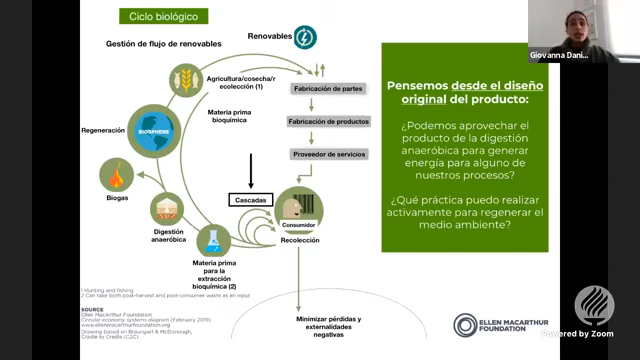 Ciclo biológico
Renovables
Gestión de flujo de renovables
Giovanna Dani...
Agricultura/cosecha/r
ecolección (1)
Materia prima
bioquímica
Regeneración
BIOSPHERE
Biogas
Digestión
anaeróbica
Materia prima
para la
extracción
bioquímica (2)
Fabricación de partes
Fabricación de productos
Proveedor de servicios
Cascadas
Consumidor
Recolección
Minimizar pérdidas y
externalidades
negativas
Pensemos desde el diseño
original del producto:
¿Podemos aprovechar el
producto de la digestión
anaeróbica para generar
energía para alguno de
nuestros procesos?
¿Qué práctica puedo realizar
activamente para regenerar el
medio ambiente?
1 Hunting and fishing
2 Can take both post-harvest and post-consumer waste as an input
SOURCE
Ellen MacArthur Foundation
Circular economy systems diagram (February 2019)
www.ellenmacarthurfoundation.org
Drawing based on Braungart & McDonough,
Cradle to Cradle (C2C)
ELLEN MACARTHUR
FOUNDATION
Powered by Zoom